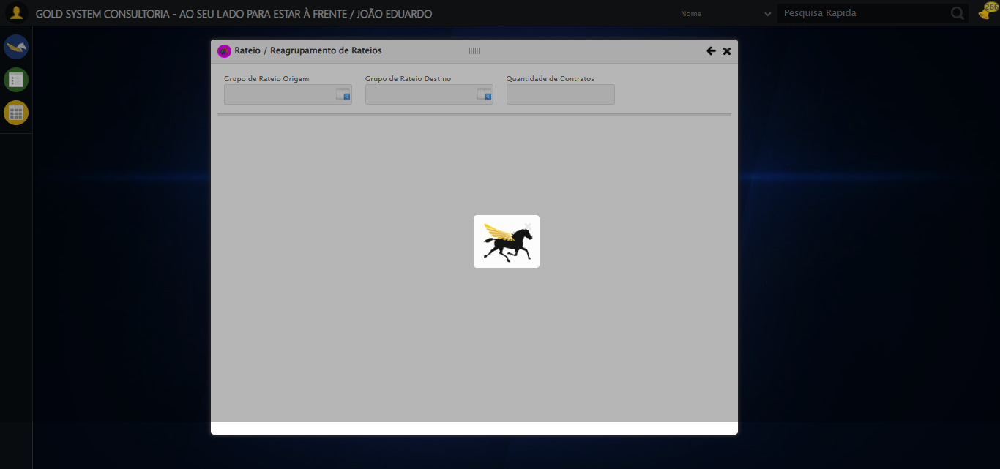 GOLD SYSTEM CONSULTORIA - AO SEU LADO PARA ESTAR À FRENTE / JOÃO EDUARDO
Nome
Pesquisa Rapida
266
Rateio / Reagrupamento de Rateios
Grupo de Rateio Origem
Grupo de Rateio Destino
Quantidade de Contratos